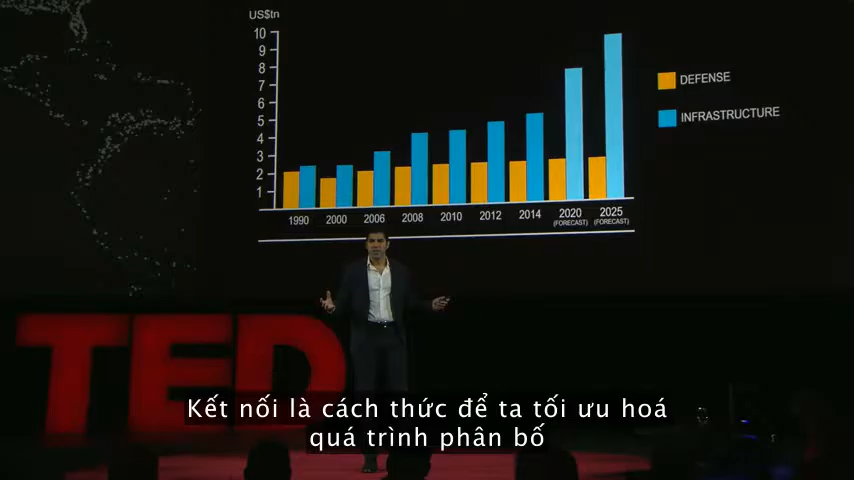 US$tn
10
9
8
7
6
5
4
3
2
1
DEFENSE
INFRASTRUCTURE
1990 2000 2006 2008 2010 2012 2014 2020 2025
(FORECAST) (FORECAST)
TED
Kết nối là cách thức để ta tối ưu hoá
quá trình phân bố